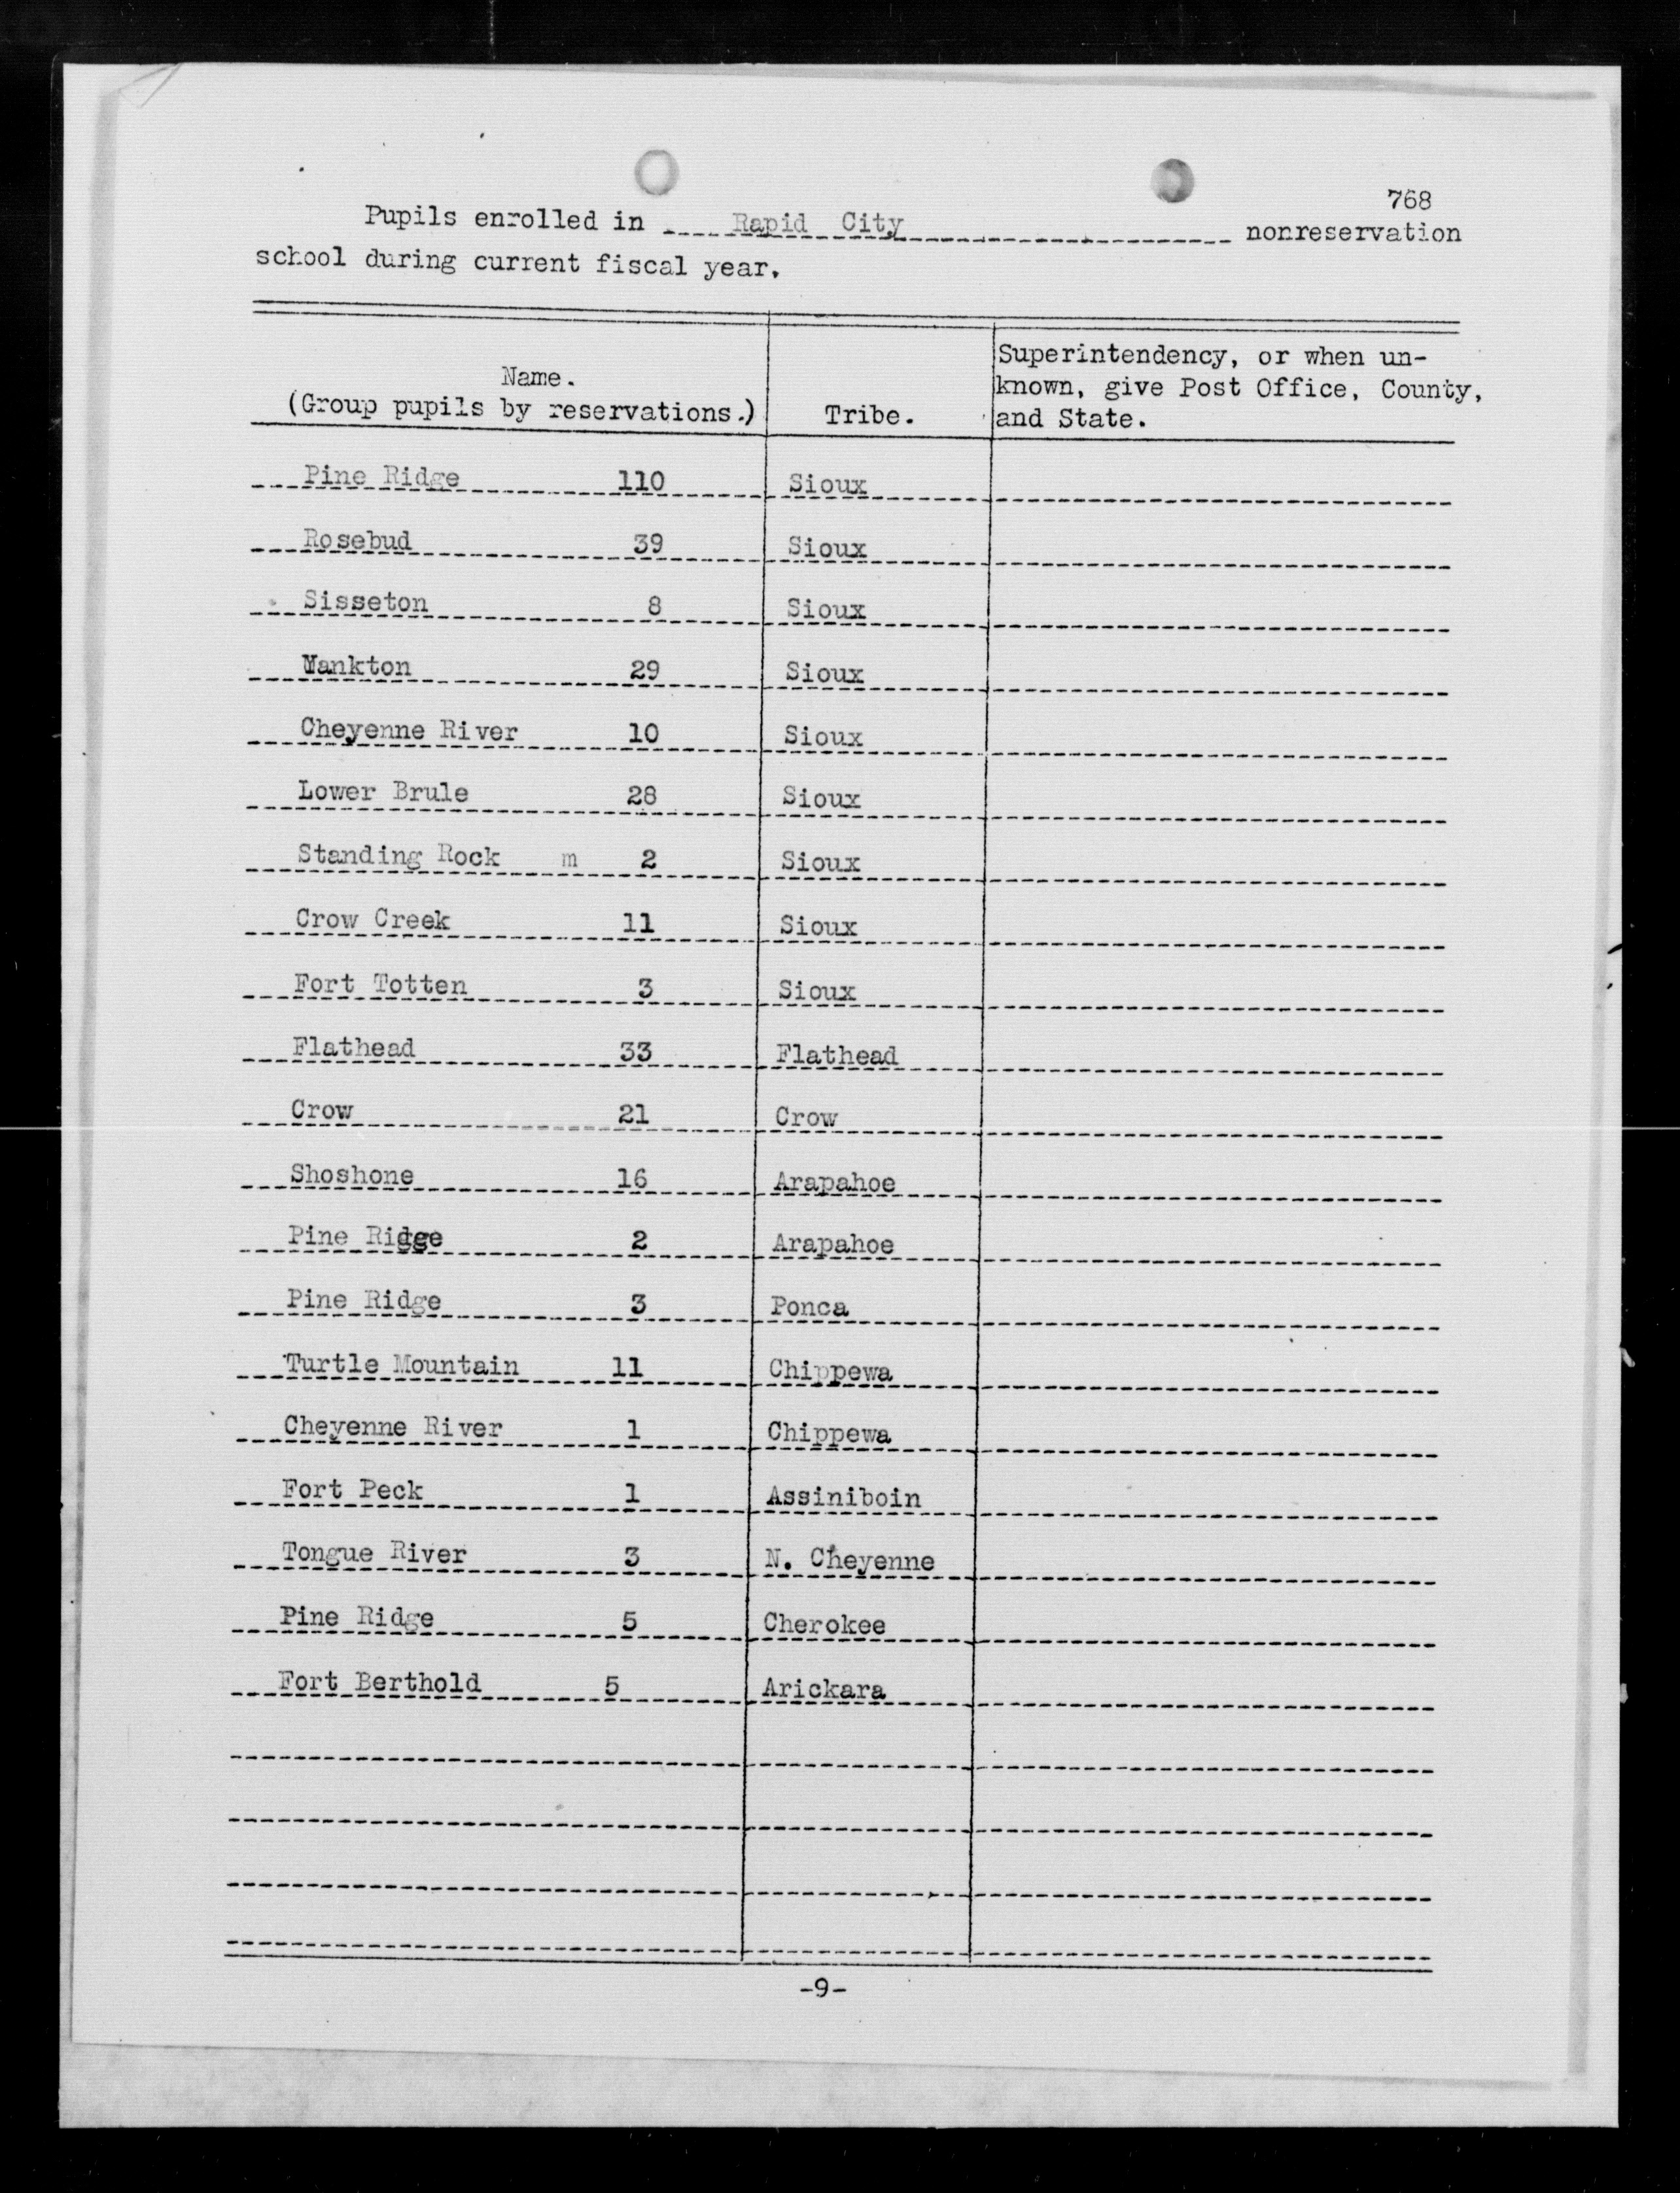 768
Pupils enrolled in Rapid City nonreservation
school during current fiscal year.
Name.
(Group pupils by reservations.)
Tribe.
Superintendency, or when un-
known, give Post Office, County,
and State.
Pine Ridge 110 Sioux
Rosebud 39 Sioux
Sisseton 8 Sioux
Yankton 29 Sioux
Cheyenne River 10 Sioux
Lower Brule 28 Sioux
Standing Rock m 2 Sioux
Crow Creek 11 Sioux
Fort Totten 3 Sioux
Flathead 33 Flathead
Crow 21 Crow
Shoshone 16 Arapahoe
Pine Ridge 2 Arapahoe
Pine Ridge 3 Ponca
Turtle Mountain 11 Chippewa
Cheyenne River 1 Chippewa
Fort Peck 1 Assiniboin
Tongue River 3 N. Cheyenne
Pine Ridge 5 Cherokee
Fort Berthold 5 Arickara
-9-